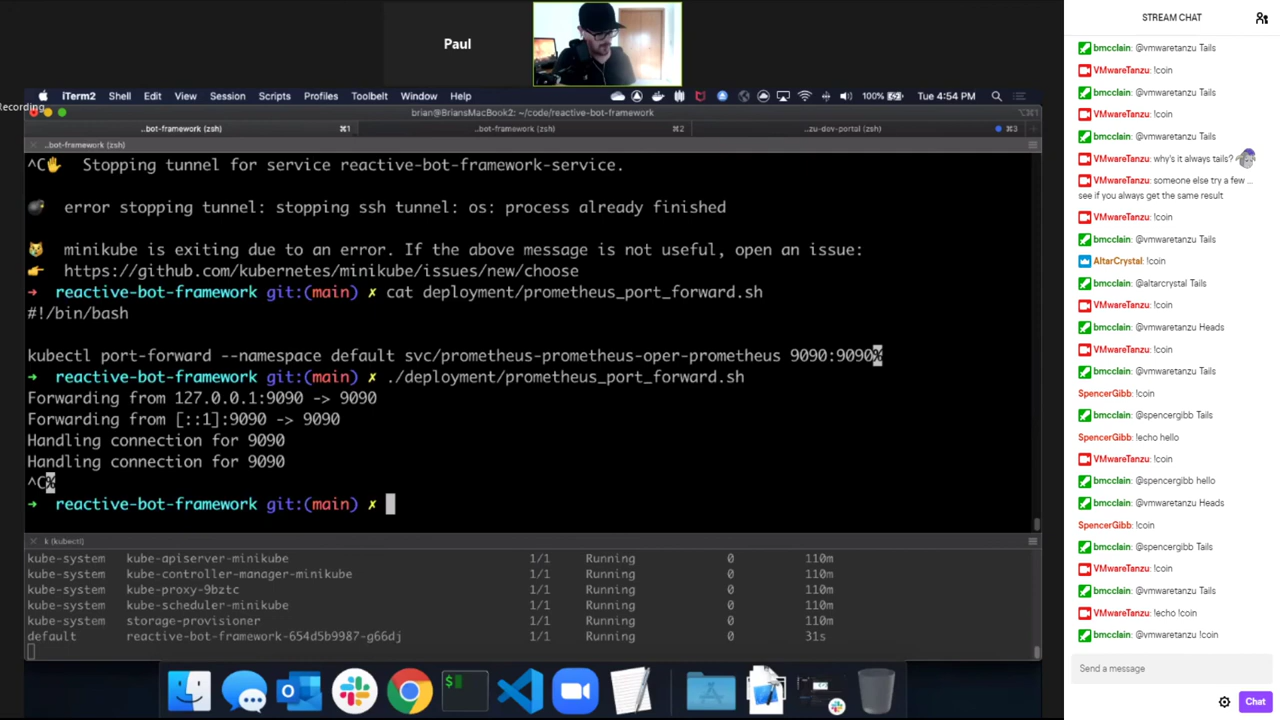 Paul
Recording
iTerm2 Shell Edit View Session Scripts Profiles Toolbelt Window Help 100% Tue 4:54 PM
brian@BriansMacBook2: ~/code/reactive-bot-framework
..bot-framework (zsh) ⌘1 ...bot-framework (zsh) ⌘2 ...zu-dev-portal (zsh) ⌘3
..bot-framework (zsh)
^C✋ Stopping tunnel for service reactive-bot-framework-service.
💣 error stopping tunnel: stopping ssh tunnel: os: process already finished
😿 minikube is exiting due to an error. If the above message is not useful, open an issue:
👉 https://github.com/kubernetes/minikube/issues/new/choose
→ reactive-bot-framework git:(main) ✗ cat deployment/prometheus_port_forward.sh
#!/bin/bash
kubectl port-forward --namespace default svc/prometheus-prometheus-oper-prometheus 9090:9090%
→ reactive-bot-framework git:(main) ✗ ./deployment/prometheus_port_forward.sh
Forwarding from 127.0.0.1:9090 -> 9090
Forwarding from [::1]:9090 -> 9090
Handling connection for 9090
Handling connection for 9090
^C%
→ reactive-bot-framework git:(main) ✗
k (kubectl)
kube-system kube-apiserver-minikube 1/1 Running 0 110m
kube-system kube-controller-manager-minikube 1/1 Running 0 110m
kube-system kube-proxy-9bztc 1/1 Running 0 110m
kube-system kube-scheduler-minikube 1/1 Running 0 110m
kube-system storage-provisioner 1/1 Running 0 110m
default reactive-bot-framework-654d5b9987-g66dj 1/1 Running 0 31s
STREAM CHAT
bmcclain: @vmwaretanzu Tails
VMwareTanzu: !coin
bmcclain: @vmwaretanzu Tails
VMwareTanzu: !coin
bmcclain: @vmwaretanzu Tails
VMwareTanzu: why's it always tails?
VMwareTanzu: someone else try a few ...
see if you always get the same result
VMwareTanzu: !coin
bmcclain: @vmwaretanzu Tails
AltarCrystal: !coin
bmcclain: @altarcrystal Tails
VMwareTanzu: !coin
bmcclain: @vmwaretanzu Heads
VMwareTanzu: !coin
bmcclain: @vmwaretanzu Tails
SpencerGibb: !coin
bmcclain: @spencergibb Tails
SpencerGibb: !echo hello
VMwareTanzu: !coin
bmcclain: @spencergibb hello
bmcclain: @vmwaretanzu Heads
SpencerGibb: !coin
bmcclain: @spencergibb Tails
VMwareTanzu: !coin
bmcclain: @vmwaretanzu Tails
VMwareTanzu: !echo !coin
bmcclain: @vmwaretanzu !coin
Send a message
Chat